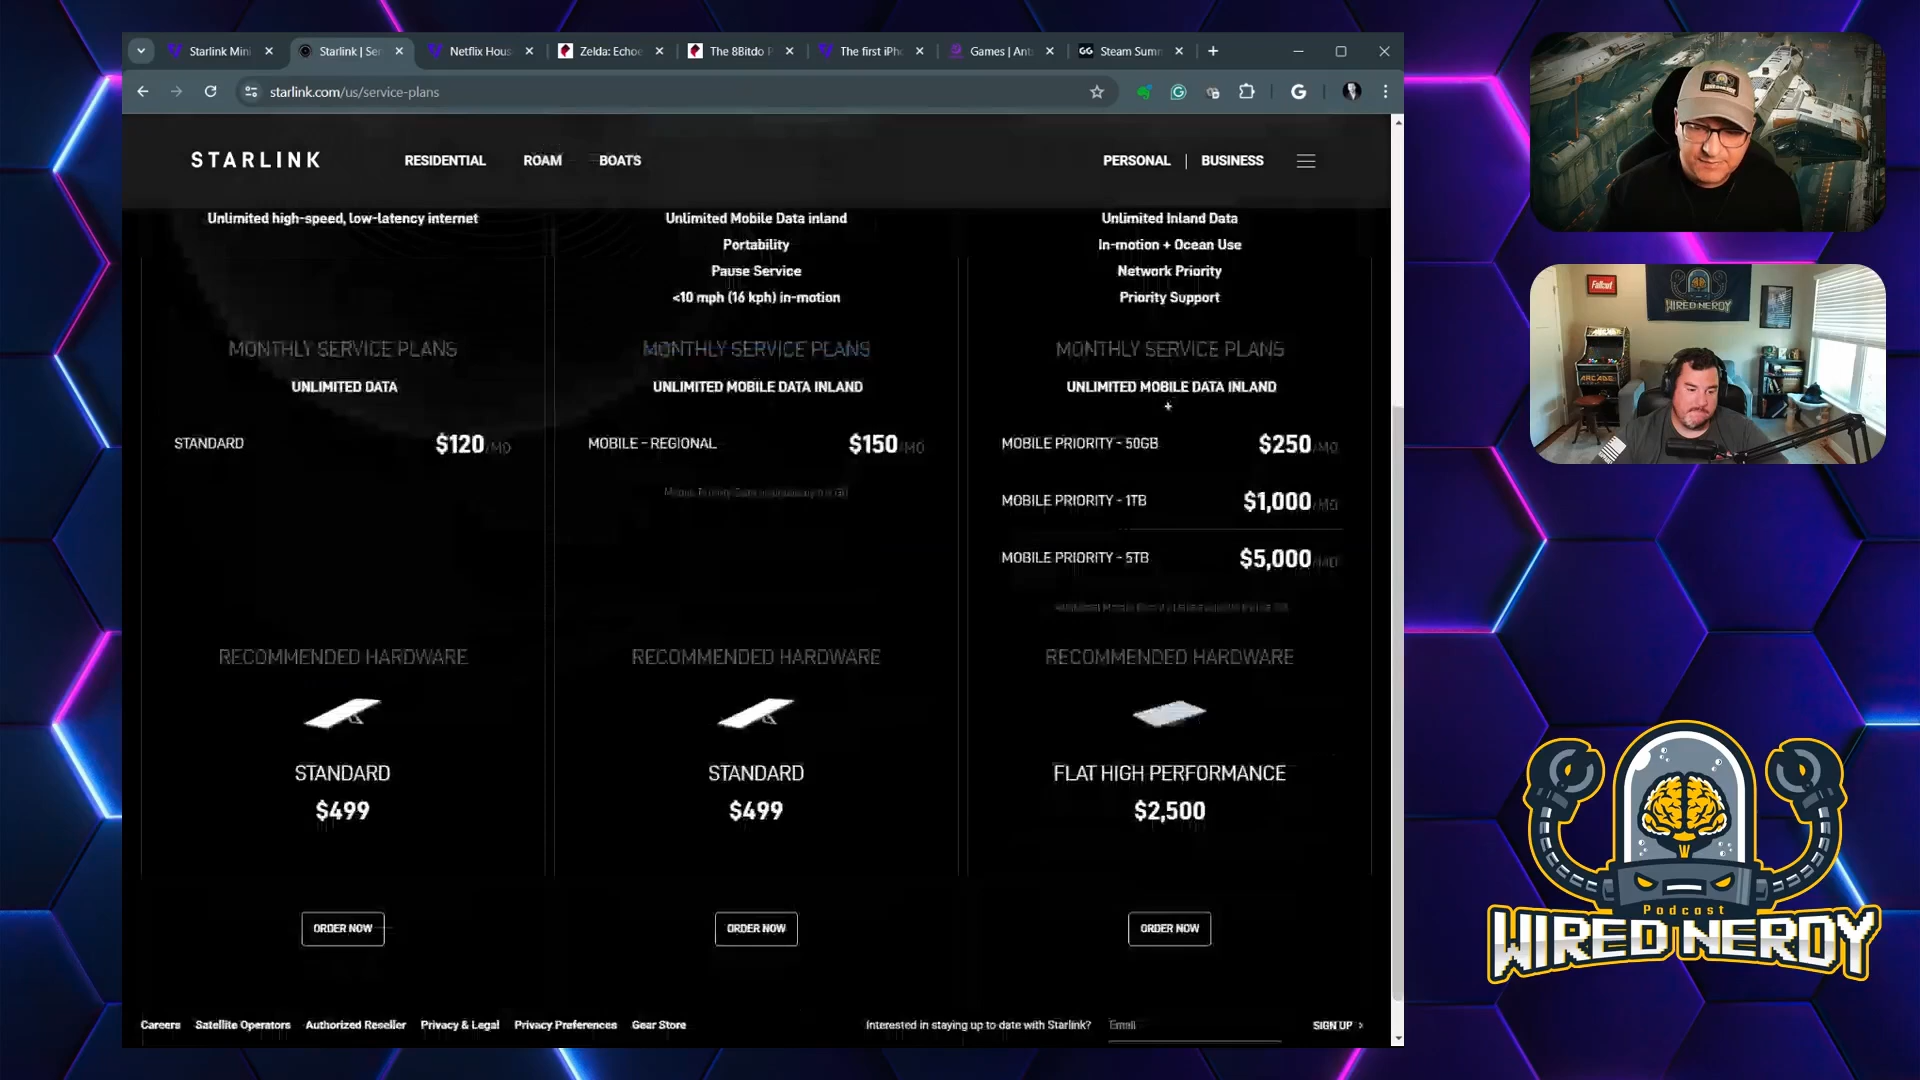 Starlink Mini
Starlink | Ser
Netflix Hous
Zelda: Echoe
The 8Bitdo P
The first iPh
Games | Ant
GG
Steam Summ
starlink.com/us/service-plans
STARLINK
RESIDENTIAL
ROAM
BOATS
PERSONAL | BUSINESS
Unlimited high-speed, low-latency internet
MONTHLY SERVICE PLANS
UNLIMITED DATA
STANDARD $120 /MO
RECOMMENDED HARDWARE
STANDARD
$499
ORDER NOW
Unlimited Mobile Data inland
Portability
Pause Service
<10 mph (16 kph) in-motion
MONTHLY SERVICE PLANS
UNLIMITED MOBILE DATA INLAND
MOBILE - REGIONAL $150 /MO
RECOMMENDED HARDWARE
STANDARD
$499
ORDER NOW
Unlimited Inland Data
In-motion + Ocean Use
Network Priority
Priority Support
MONTHLY SERVICE PLANS
UNLIMITED MOBILE DATA INLAND
+
MOBILE PRIORITY - 50GB $250 /MO
MOBILE PRIORITY - 1TB $1,000 /MO
MOBILE PRIORITY - 5TB $5,000 /MO
RECOMMENDED HARDWARE
FLAT HIGH PERFORMANCE
$2,500
ORDER NOW
Careers
Satellite Operators
Authorized Reseller
Privacy & Legal
Privacy Preferences
Gear Store
Interested in staying up to date with Starlink?
Email
SIGN UP >
Fallout
WIRED NERDY
ARCADE
Podcast
WIRED NERDY